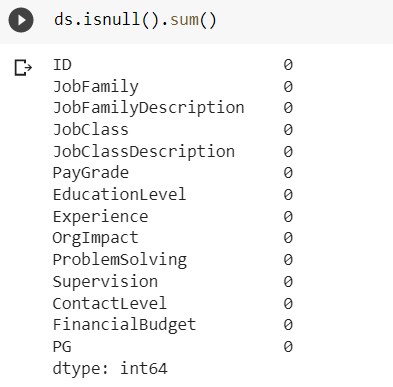 ds.isnull().sum()
ID 0
JobFamily 0
JobFamilyDescription 0
JobClass 0
JobClassDescription 0
PayGrade 0
EducationLevel 0
Experience 0
OrgImpact 0
ProblemSolving 0
Supervision 0
ContactLevel 0
FinancialBudget 0
PG 0
dtype: int64